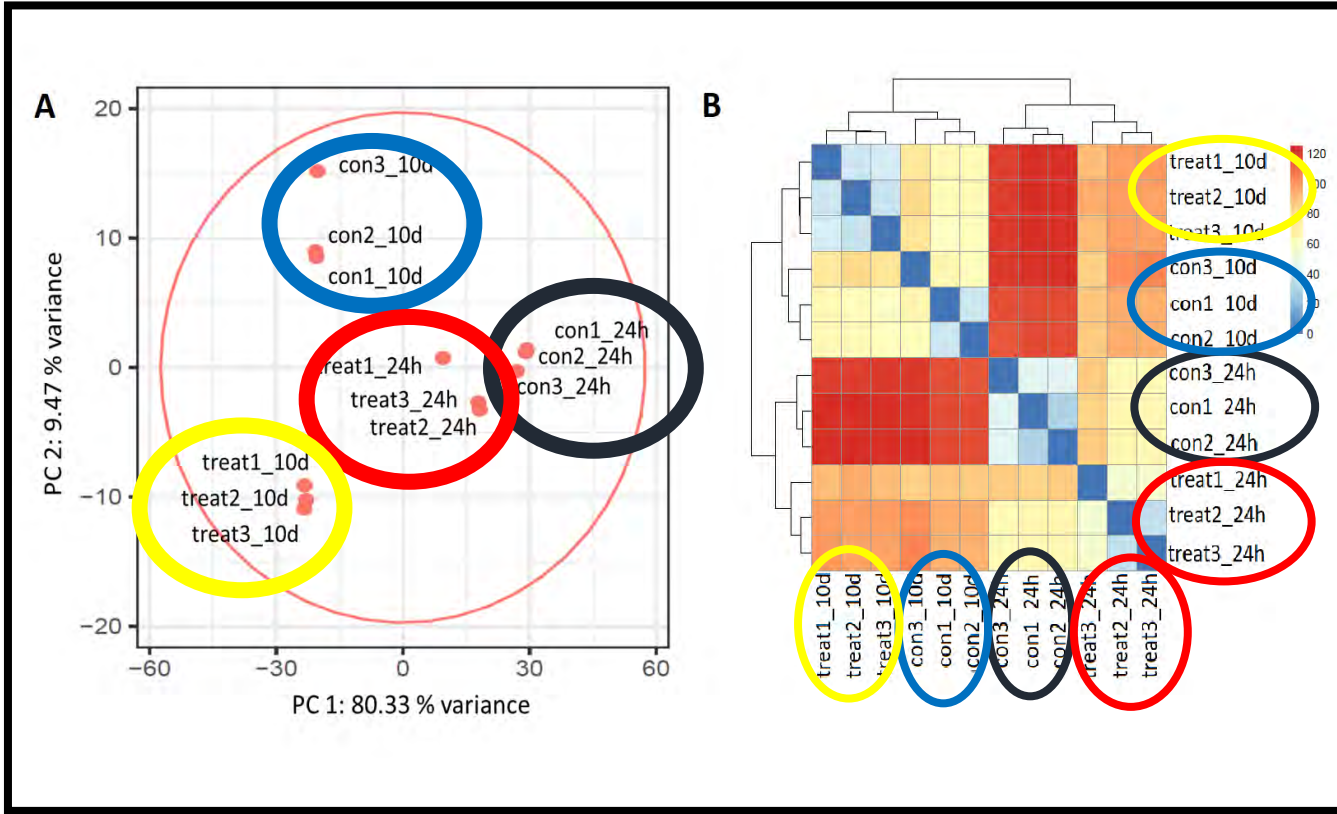 A
20
10
0
−10
−20
−60
−30
0
30
60
PC 2: 9.47 % variance
PC 1: 80.33 % variance
con3_10d
con2_10d
con1_10d
con1_24h
con2_24h
con3_24h
treat1_24h
treat3_24h
treat2_24h
treat1_10d
treat2_10d
treat3_10d
B
treat1_10d
treat2_10d
treat3_10d
con3_10d
con1_10d
con2_10d
con3_24h
con1_24h
con2_24h
treat1_24h
treat2_24h
treat3_24h
120
80
60
40
0
treat1_10d
treat2_10d
treat3_10d
con3_10d
con1_10d
con2_10d
con3_24h
con1_24h
con2_24h
treat3_24h
treat2_24h
treat3_24h